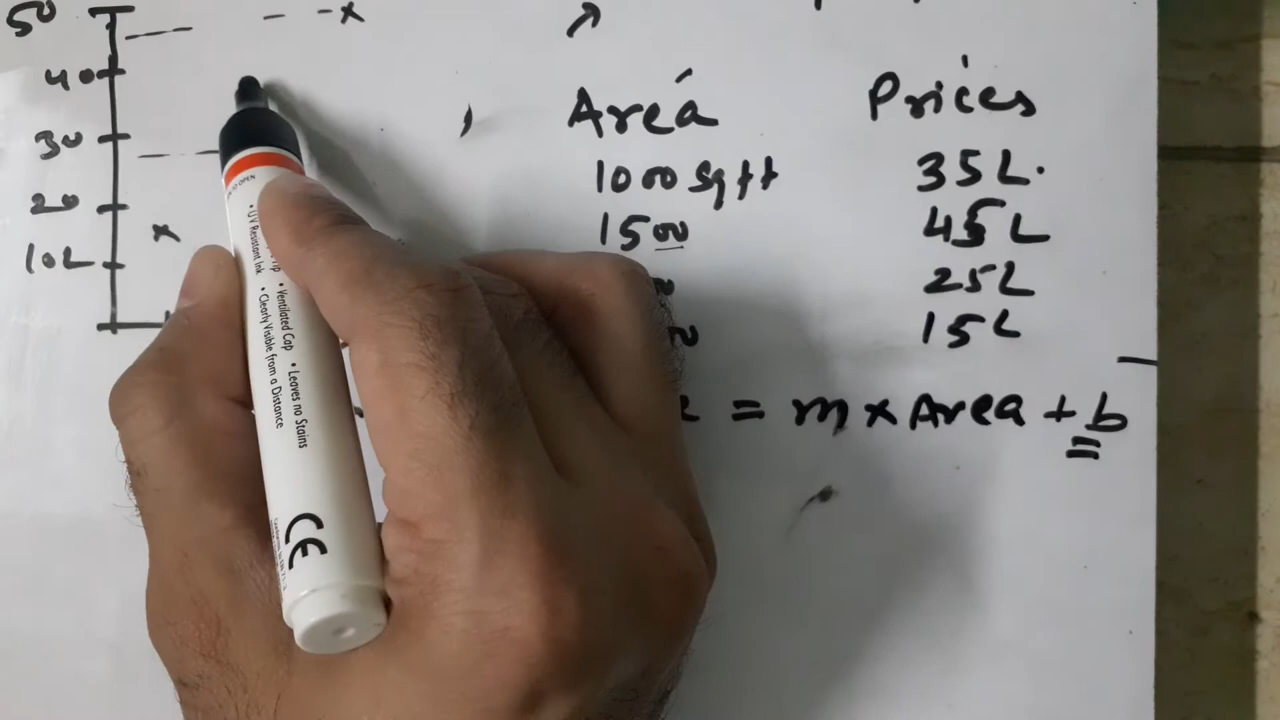 50
40
30
20
10L
Area Prices
1000 sqft 35L.
1500 45L
25L
15L
= m x Area + b
• UV Resistant Ink • Ventilated Cap • Leaves no Stains
• Clearly Visible from a Distance
CE